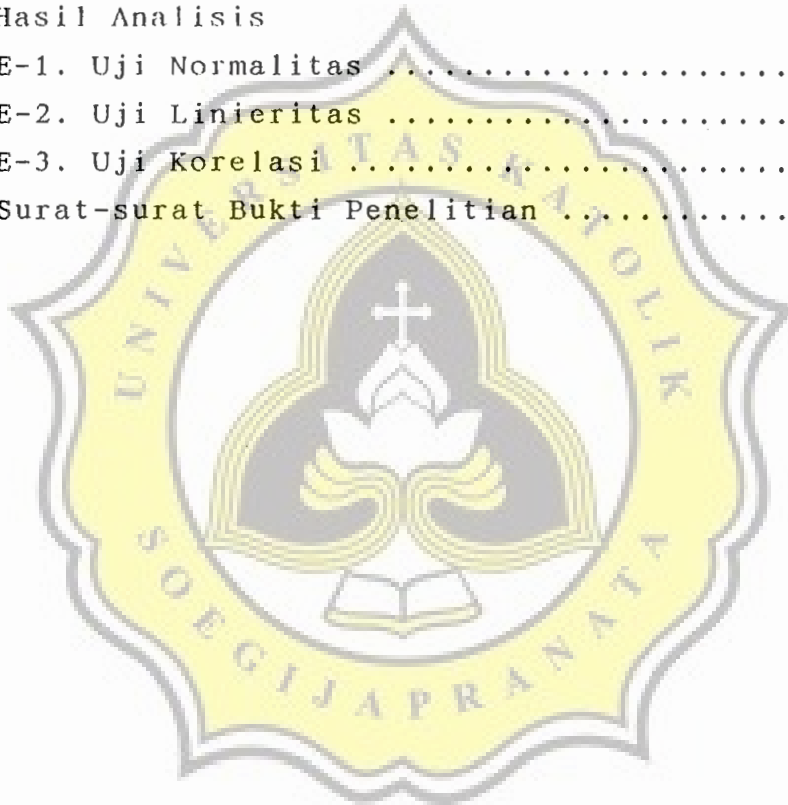 Hasil Analisis
E-1. Uji Normalitas ......................
E-2. Uji Linieritas ......................
E-3. Uji Korelasi ........................
Surat-surat Bukti Penelitian .............
UNIVERSITAS KATOLIK
SOEGIJAPRANATA